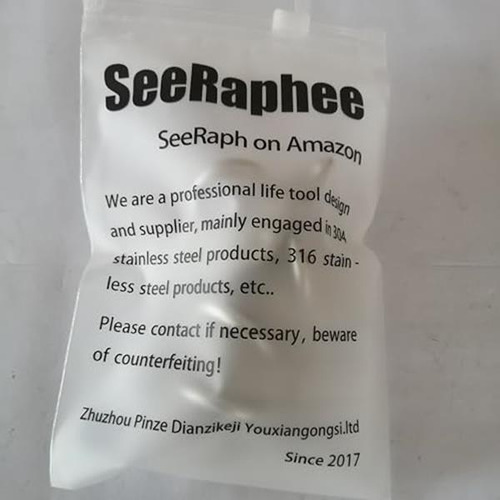 SeeRaphee
SeeRaph on Amazon
We are a professional life tool design
and supplier, mainly engaged in 304
stainless steel products, 316 stain-
less steel products, etc..
Please contact if necessary, beware
of counterfeiting!
Zhuzhou Pinze Dianzikeji Youxiangongsi.ltd
Since 2017